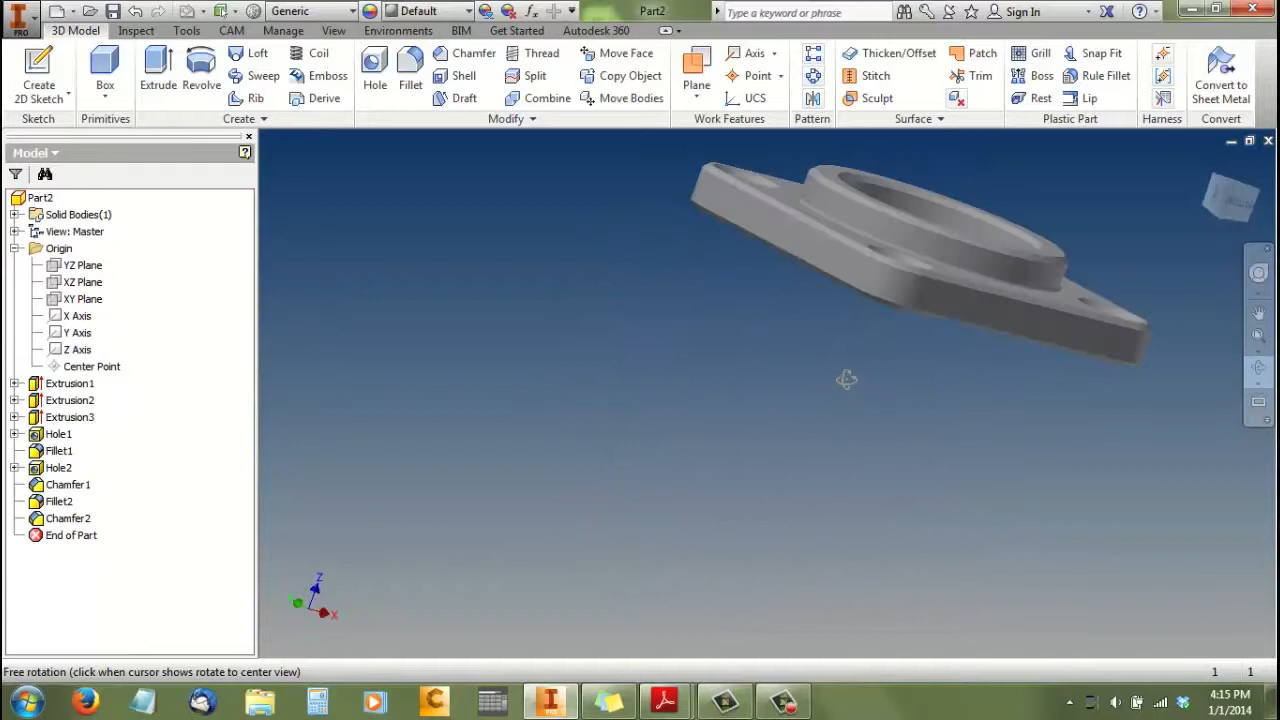 PRO
Generic
Default
fx
Part2
Type a keyword or phrase
Sign In
3D Model
Inspect
Tools
CAM
Manage
View
Environments
BIM
Get Started
Autodesk 360
Create
2D Sketch
Box
Extrude
Revolve
Loft
Sweep
Rib
Coil
Emboss
Derive
Hole
Fillet
Chamfer
Shell
Draft
Thread
Split
Combine
Move Face
Copy Object
Move Bodies
Plane
Axis
Point
UCS
Thicken/Offset
Stitch
Sculpt
Patch
Trim
Grill
Boss
Rest
Snap Fit
Rule Fillet
Lip
Convert to
Sheet Metal
Sketch
Primitives
Create
Modify
Work Features
Pattern
Surface
Plastic Part
Harness
Convert
Model
Part2
Solid Bodies(1)
View: Master
Origin
YZ Plane
XZ Plane
XY Plane
X Axis
Y Axis
Z Axis
Center Point
Extrusion1
Extrusion2
Extrusion3
Hole1
Fillet1
Hole2
Chamfer1
Fillet2
Chamfer2
End of Part
Z
X
Free rotation (click when cursor shows rotate to center view)
1
1
PRO
4:15 PM
1/1/2014